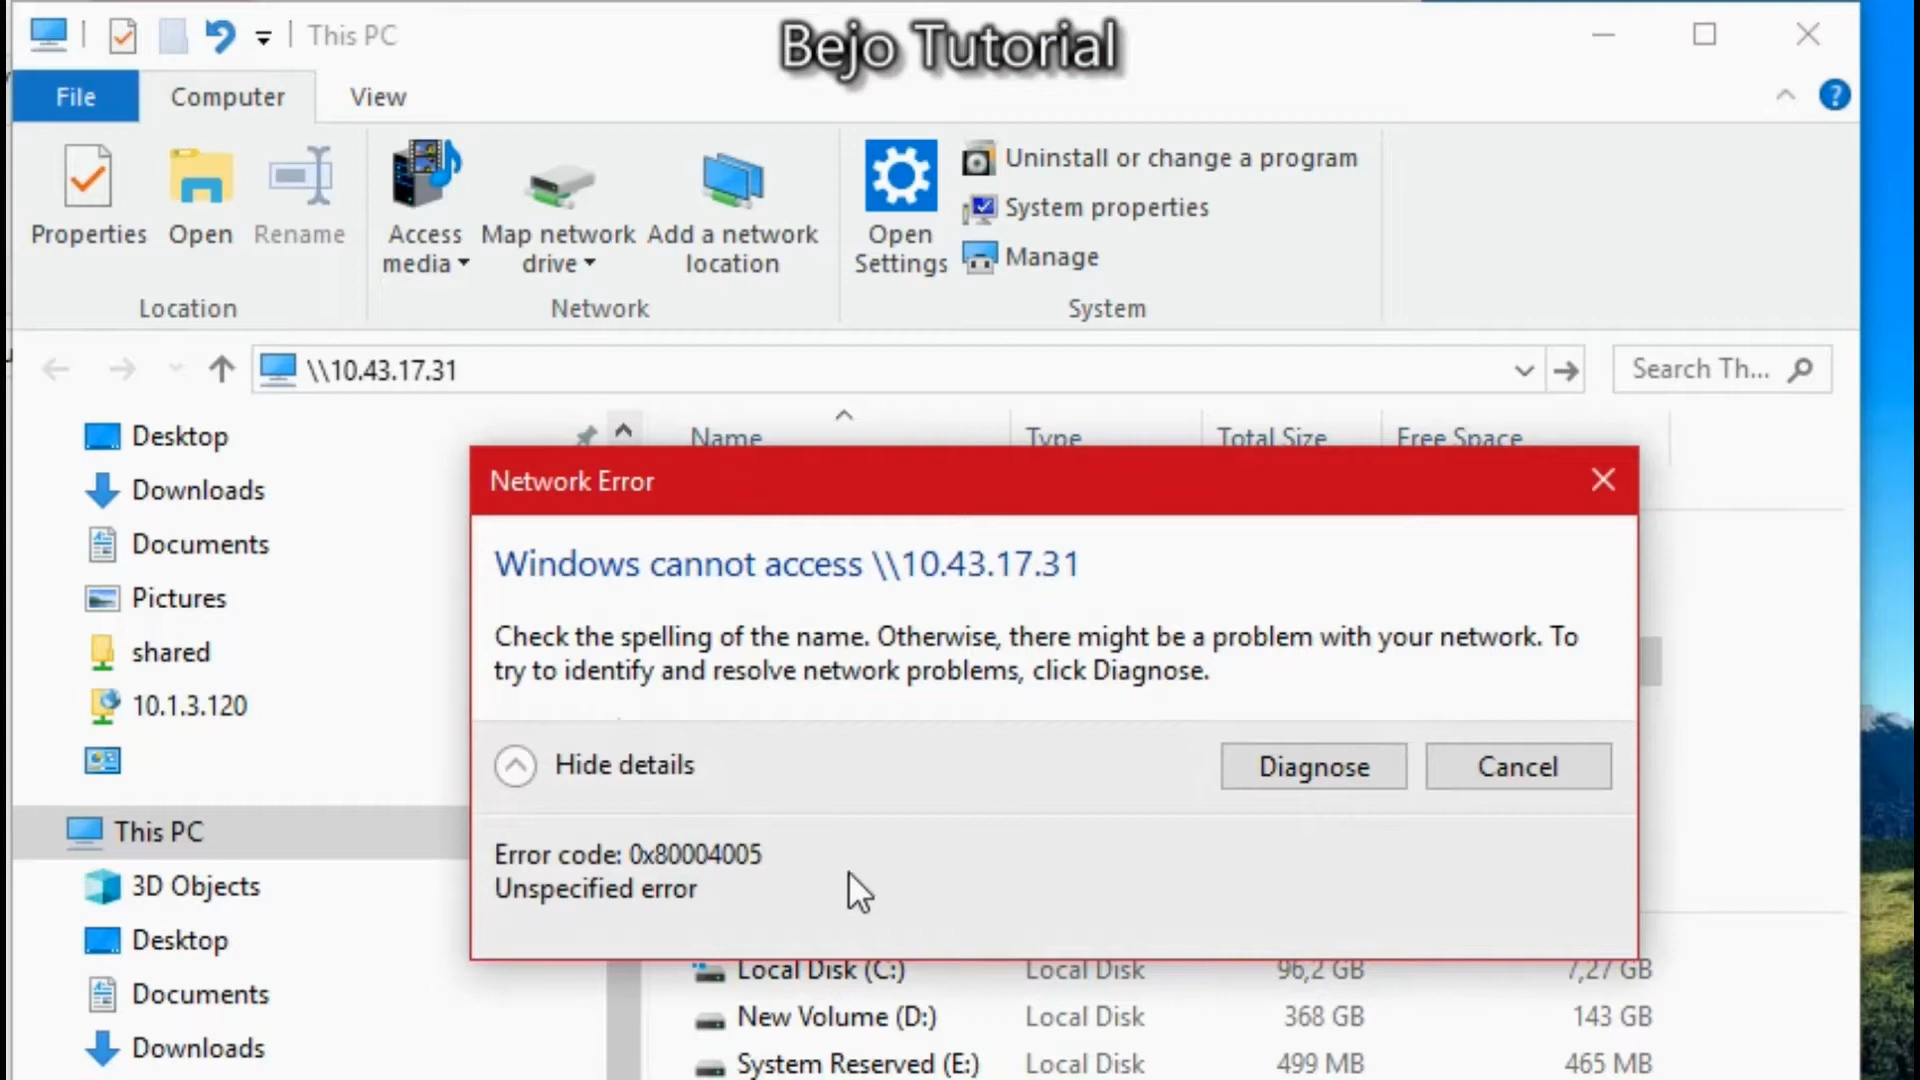 This PC
Bejo Tutorial
File
Computer
View
?
Properties
Open
Rename
Access
media
Map network
drive
Add a network
location
Open
Settings
Uninstall or change a program
System properties
Manage
Location
Network
System
\\10.43.17.31
Search Th...
Desktop
Downloads
Documents
Pictures
shared
10.1.3.120
This PC
3D Objects
Desktop
Documents
Downloads
Name
Type
Total Size
Free Space
Network Error
Windows cannot access \\10.43.17.31
Check the spelling of the name. Otherwise, there might be a problem with your network. To
try to identify and resolve network problems, click Diagnose.
Hide details
Diagnose
Cancel
Error code: 0x80004005
Unspecified error
Local Disk (C:) Local Disk 96,2 GB 7,27 GB
New Volume (D:) Local Disk 368 GB 143 GB
System Reserved (E:) Local Disk 499 MB 465 MB